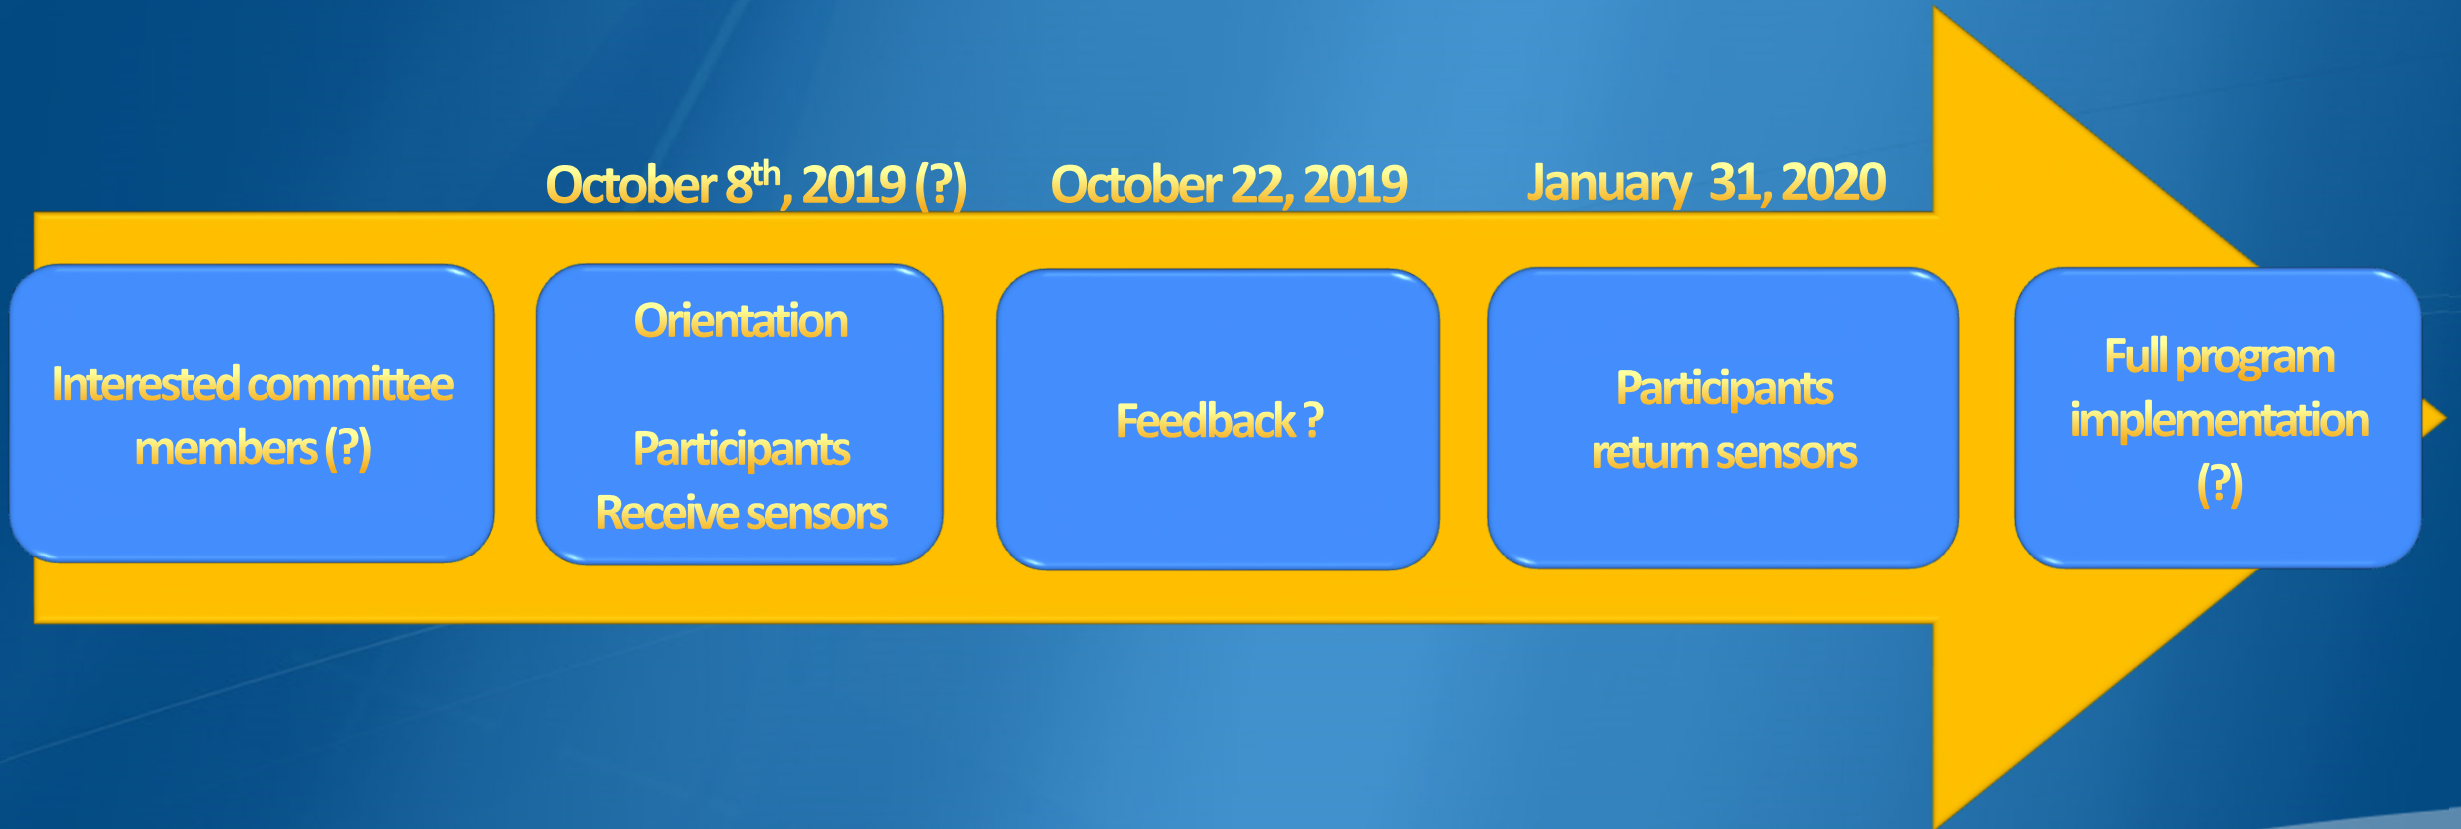 October 8th, 2019 (?)
October 22, 2019
January 31, 2020
Interested committee
members (?)
Orientation
Participants
Receive sensors
Feedback ?
Participants
return sensors
Full program
implementation
(?)